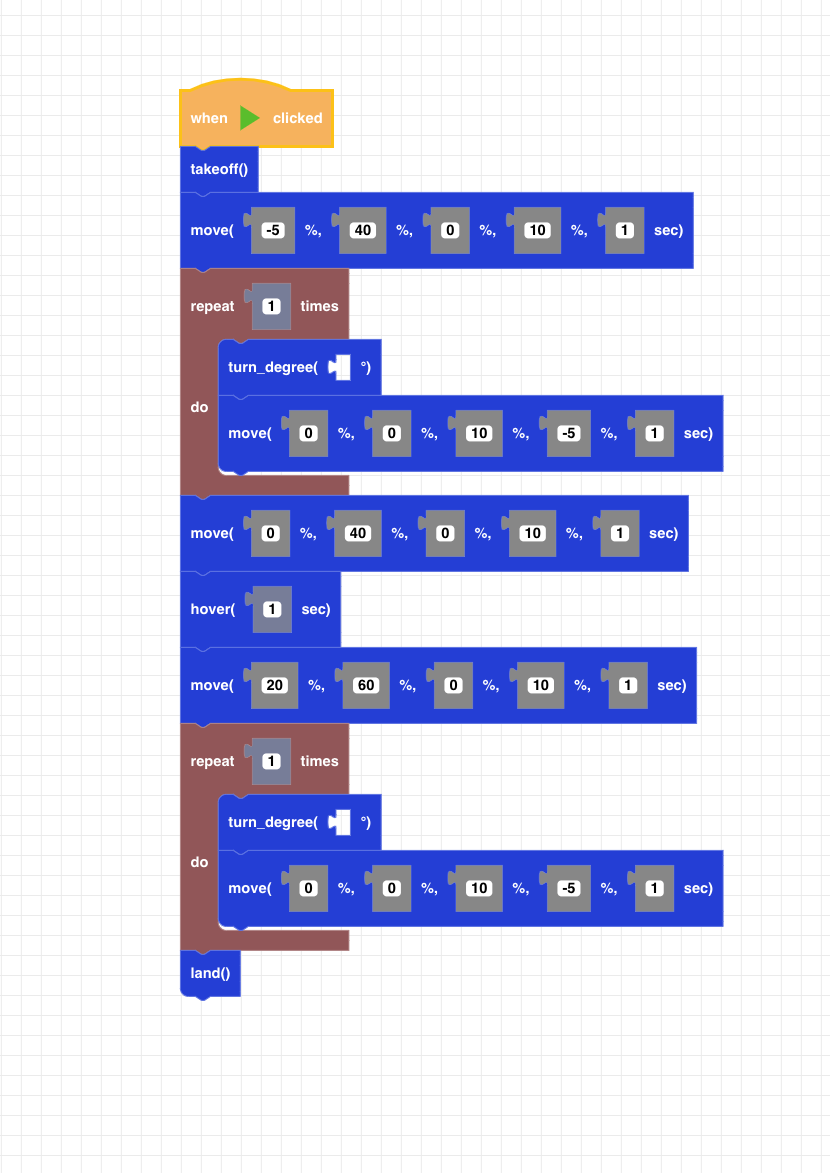 when clicked
takeoff()
move( -5 %, 40 %, 0 %, 10 %, 1 sec)
repeat 1 times
turn_degree( °)
do
move( 0 %, 0 %, 10 %, -5 %, 1 sec)
move( 0 %, 40 %, 0 %, 10 %, 1 sec)
hover( 1 sec)
move( 20 %, 60 %, 0 %, 10 %, 1 sec)
repeat 1 times
turn_degree( °)
do
move( 0 %, 0 %, 10 %, -5 %, 1 sec)
land()